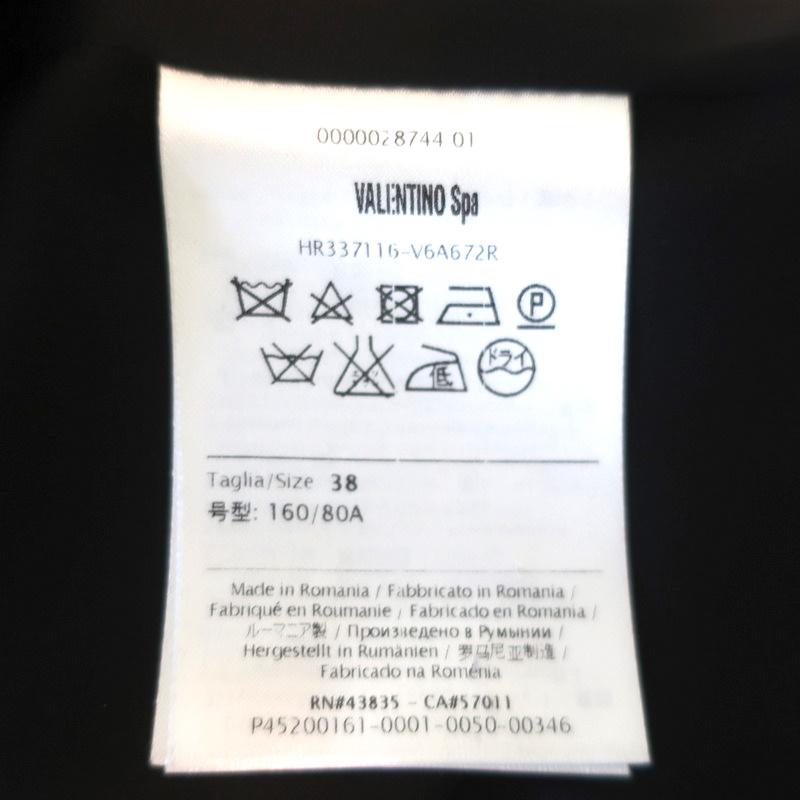 0000028744 01
VALENTINO Spa
HR337116-V6A672R
P
低 ドライ
Taglia/Size 38
号型: 160/80A
Made in Romania / Fabbricato in Romania /
Fabriqué en Roumanie / Fabricado en Romania /
ルーマニア製 / Произведено в Румынии /
Hergestellt in Rumänien / 罗马尼亚制造 /
Fabricado na Roménia
RN#43835 - CA#57011
P45200161-0001-0050-00346